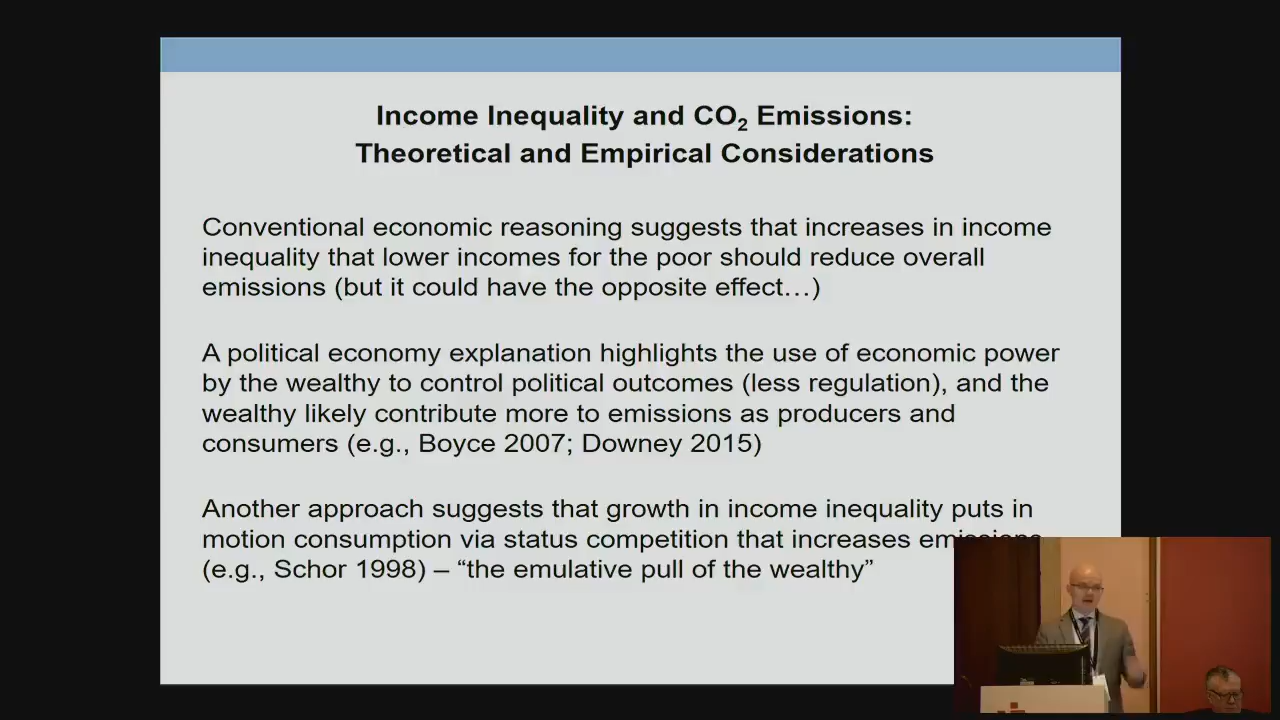 Income Inequality and CO₂ Emissions:
Theoretical and Empirical Considerations
Conventional economic reasoning suggests that increases in income
inequality that lower incomes for the poor should reduce overall
emissions (but it could have the opposite effect…)
A political economy explanation highlights the use of economic power
by the wealthy to control political outcomes (less regulation), and the
wealthy likely contribute more to emissions as producers and
consumers (e.g., Boyce 2007; Downey 2015)
Another approach suggests that growth in income inequality puts in
motion consumption via status competition that increases emissions
(e.g., Schor 1998) – “the emulative pull of the wealthy”